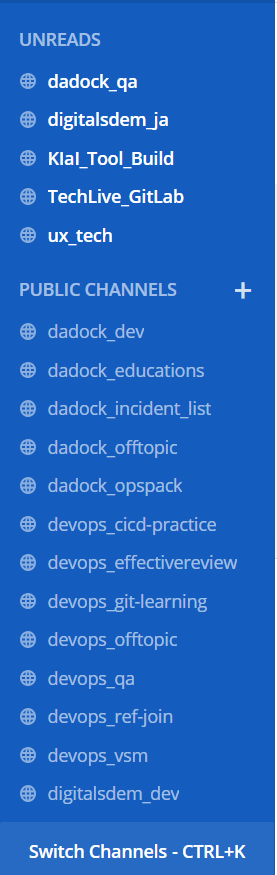 UNREADS
dadock_qa
digitalsdem_ja
KIaI_Tool_Build
TechLive_GitLab
ux_tech
PUBLIC CHANNELS +
dadock_dev
dadock_educations
dadock_incident_list
dadock_offtopic
dadock_opspack
devops_cicd-practice
devops_effectivereview
devops_git-learning
devops_offtopic
devops_qa
devops_ref-join
devops_vsm
digitalsdem_dev
Switch Channels - CTRL+K